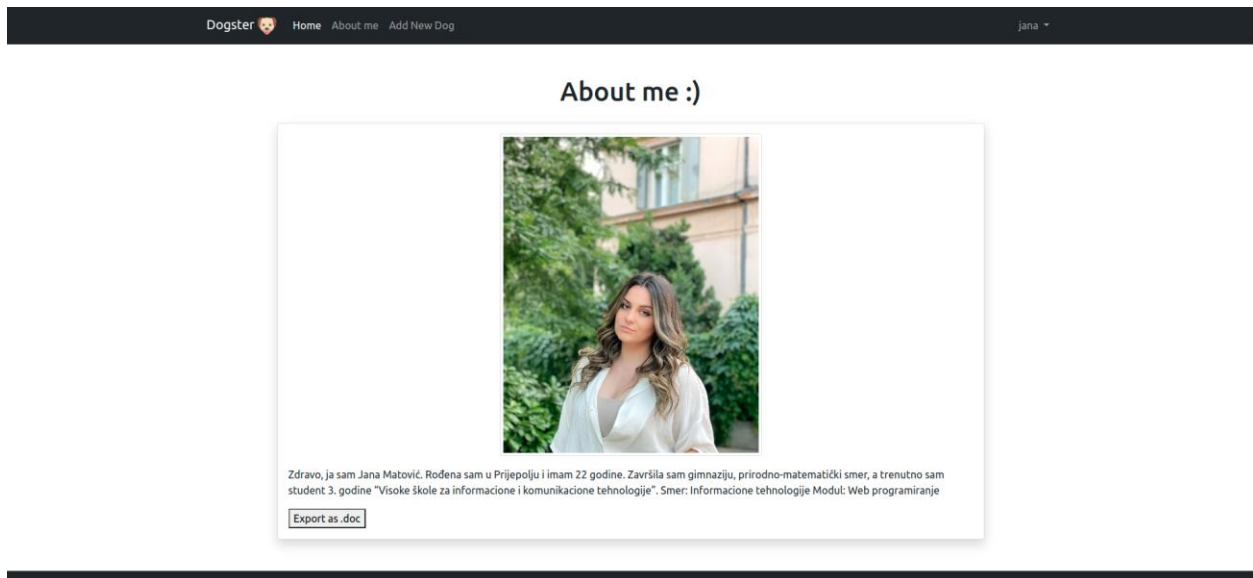 Dogster Home About me Add New Dog jana
About me :)
Zdravo, ja sam Jana Matović. Rođena sam u Prijepolju i imam 22 godine. Završila sam gimnaziju, prirodno-matematički smer, a trenutno sam
student 3. godine "Visoke škole za informacione i komunikacione tehnologije". Smer: Informacione tehnologije Modul: Web programiranje
Export as .doc